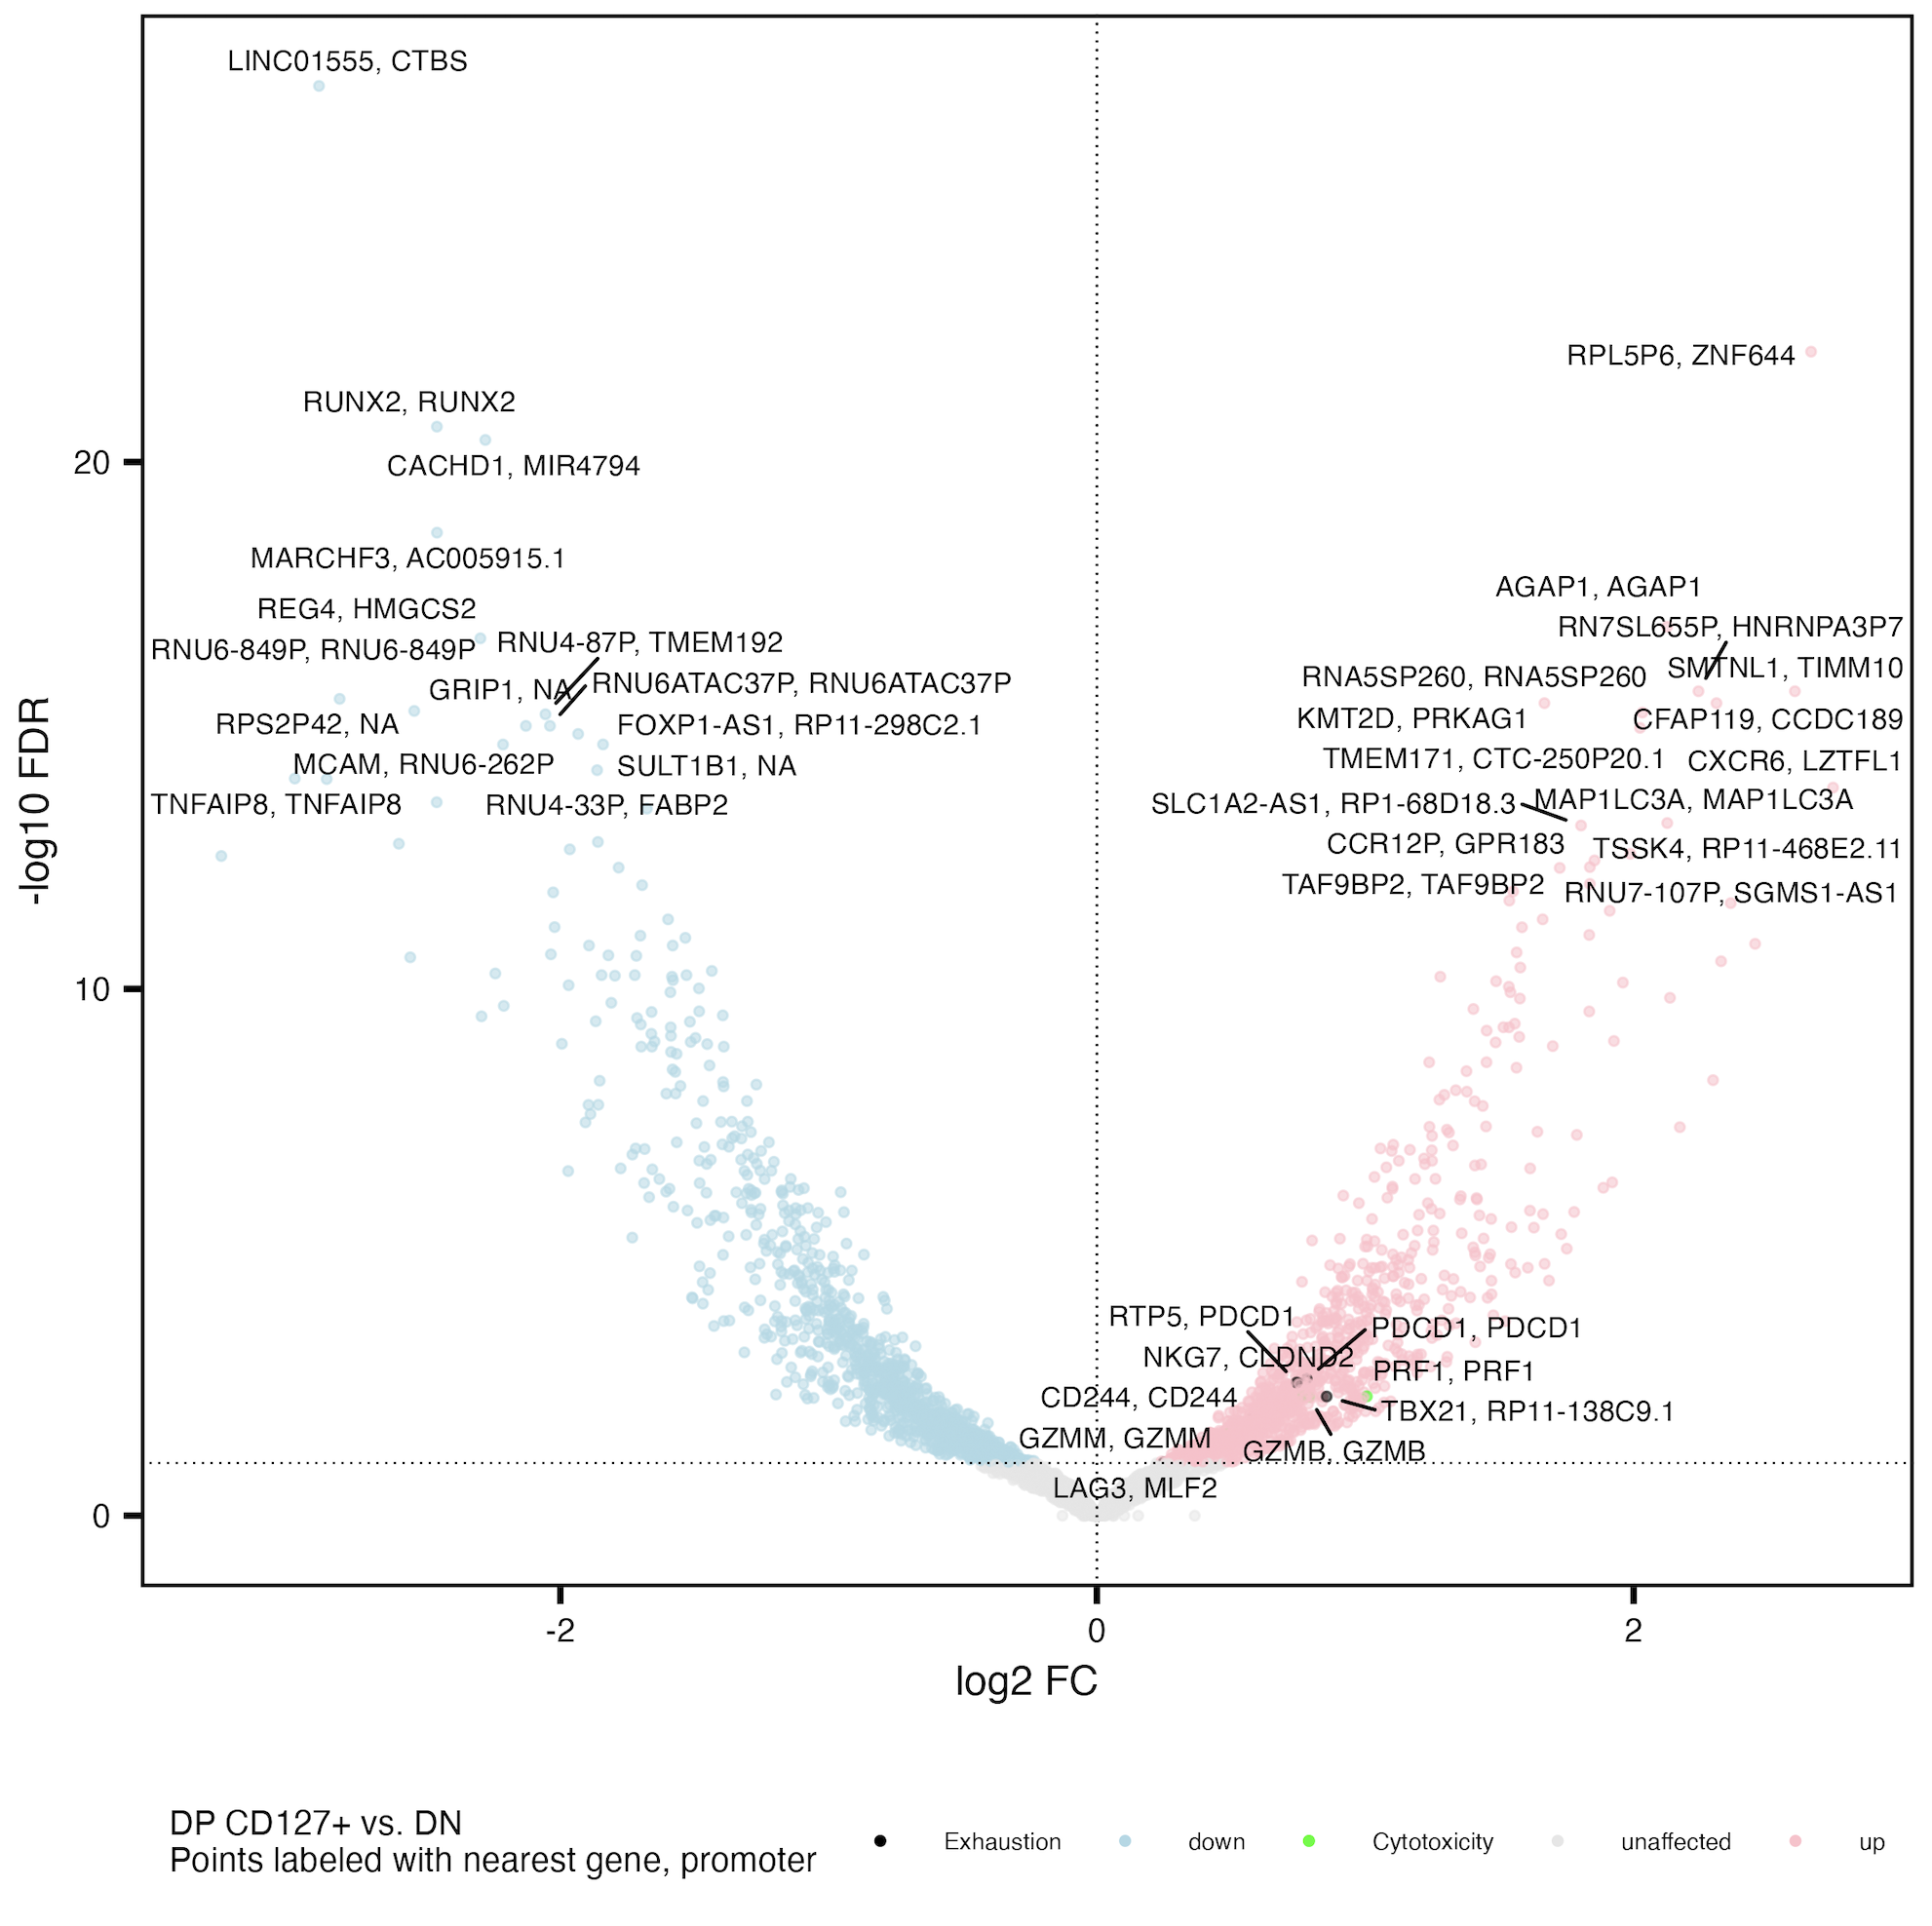 LINC01555, CTBS
RPL5P6, ZNF644
RUNX2, RUNX2
20
CACHD1, MIR4794
MARCHF3, AC005915.1
AGAP1, AGAP1
REG4, HMGCS2
RN7SL655P, HNRNPA3P7
RNU6-849P, RNU6-849P
RNU4-87P, TMEM192
SMTNL1, TIMM10
RNA5SP260, RNA5SP260
GRIP1, NA
RNU6ATAC37P, RNU6ATAC37P
RPS2P42, NA
FOXP1-AS1, RP11-298C2.1
KMT2D, PRKAG1
CFAP119, CCDC189
MCAM, RNU6-262P
SULT1B1, NA
TMEM171, CTC-250P20.1
CXCR6, LZTFL1
TNFAIP8, TNFAIP8
RNU4-33P, FABP2
SLC1A2-AS1, RP1-68D18.3
MAP1LC3A, MAP1LC3A
CCR12P, GPR183
TSSK4, RP11-468E2.11
TAF9BP2, TAF9BP2
RNU7-107P, SGMS1-AS1
-log10 FDR
10
RTP5, PDCD1
PDCD1, PDCD1
NKG7, CLDND2
PRF1, PRF1
CD244, CD244
TBX21, RP11-138C9.1
GZMM, GZMM
GZMB, GZMB
LAG3, MLF2
0
-2
0
2
log2 FC
DP CD127+ vs. DN
Points labeled with nearest gene, promoter
Exhaustion
down
Cytotoxicity
unaffected
up